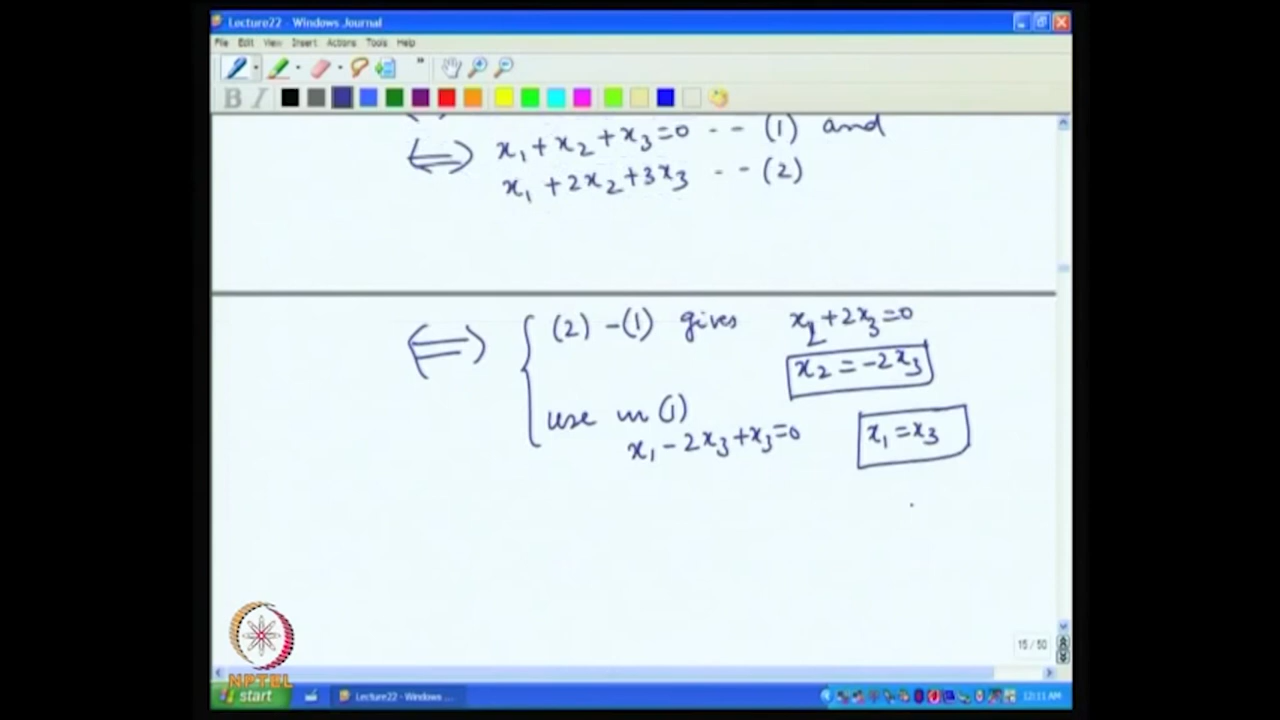 Lecture22 - Windows Journal
File Edit View Insert Actions Tools Help
B I
⟺ x₁ + x₂ + x₃ = 0 - - (1) and
x₁ + 2x₂ + 3x₃ - - (2)
⟺ { (2) - (1) gives x₂ + 2x₃ = 0
x₂ = -2x₃
use in (1)
x₁ - 2x₃ + x₃ = 0 x₁ = x₃
15 / 50
NPTEL
start Lecture22 - Windows ... 12:11 AM